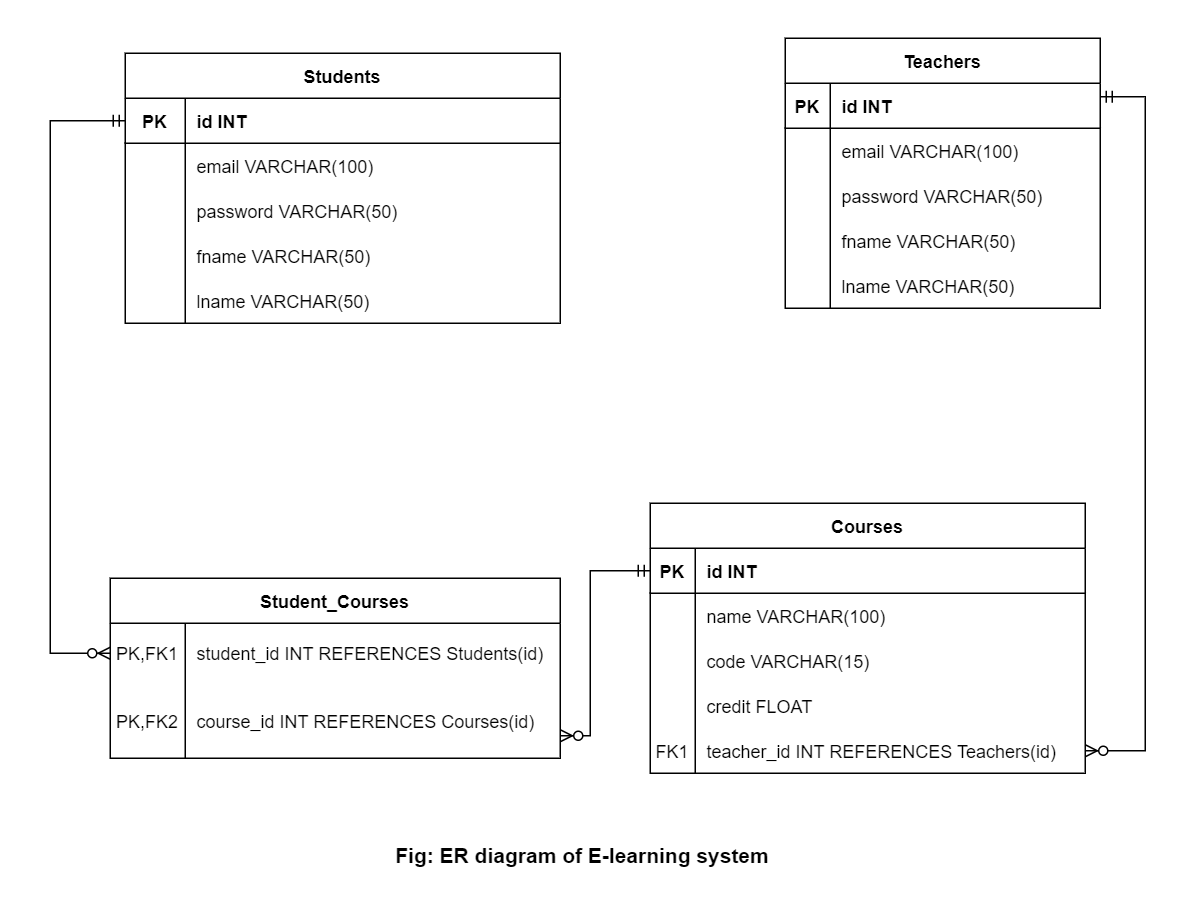 Students
PK id INT
email VARCHAR(100)
password VARCHAR(50)
fname VARCHAR(50)
lname VARCHAR(50)
Teachers
PK id INT
email VARCHAR(100)
password VARCHAR(50)
fname VARCHAR(50)
lname VARCHAR(50)
Student_Courses
PK,FK1 student_id INT REFERENCES Students(id)
PK,FK2 course_id INT REFERENCES Courses(id)
Courses
PK id INT
name VARCHAR(100)
code VARCHAR(15)
credit FLOAT
FK1 teacher_id INT REFERENCES Teachers(id)
Fig: ER diagram of E-learning system